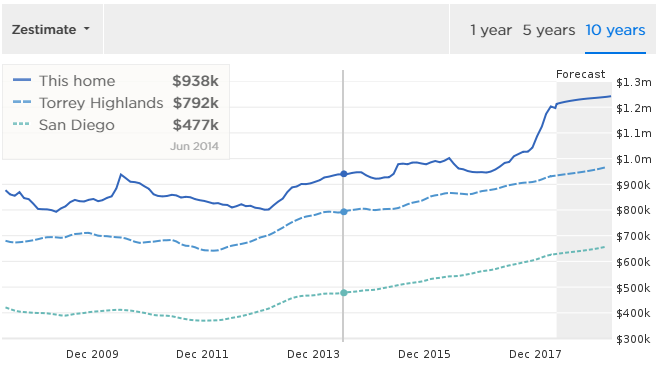 Zestimate
1 year 5 years 10 years
Forecast
This home $938k
Torrey Highlands $792k
San Diego $477k
Jun 2014
$1.3m
$1.2m
$1.1m
$1.0m
$900k
$800k
$700k
$600k
$500k
$400k
$300k
Dec 2009 Dec 2011 Dec 2013 Dec 2015 Dec 2017